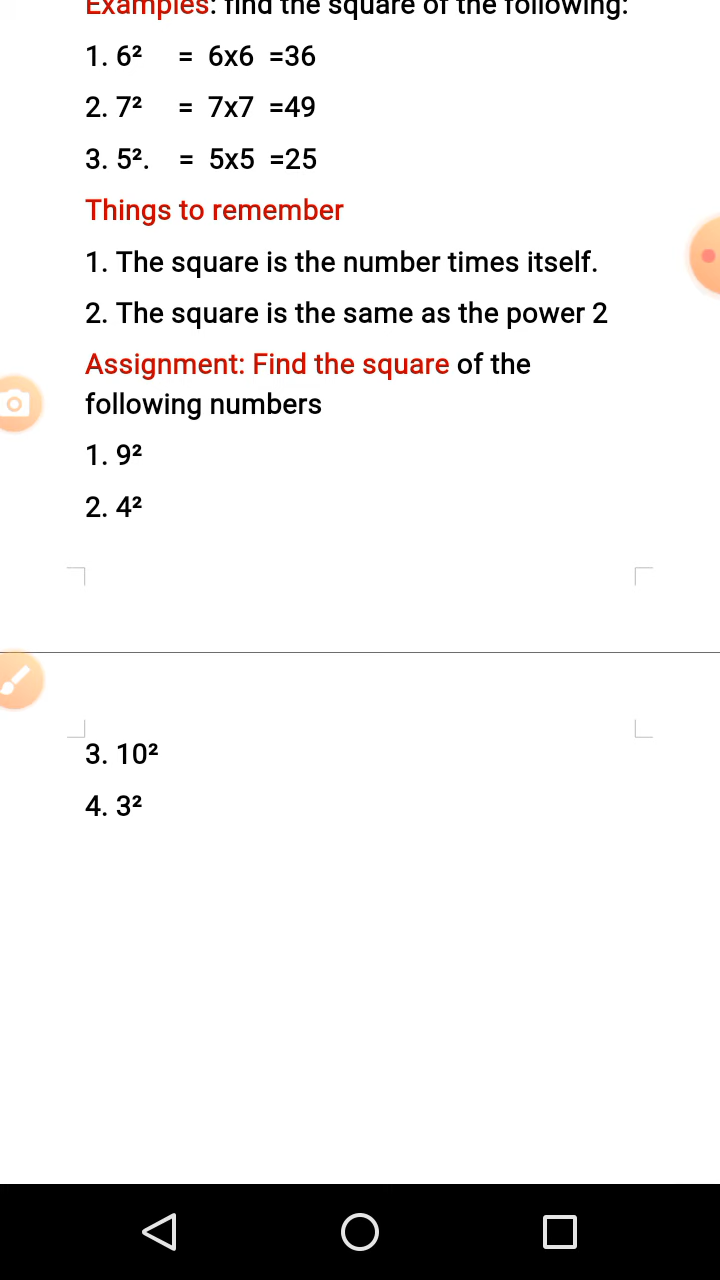 Examples: find the square of the following:
1. 6² = 6x6 =36
2. 7² = 7x7 =49
3. 5². = 5x5 =25
Things to remember
1. The square is the number times itself.
2. The square is the same as the power 2
Assignment: Find the square of the
following numbers
1. 9²
2. 4²
3. 10²
4. 3²